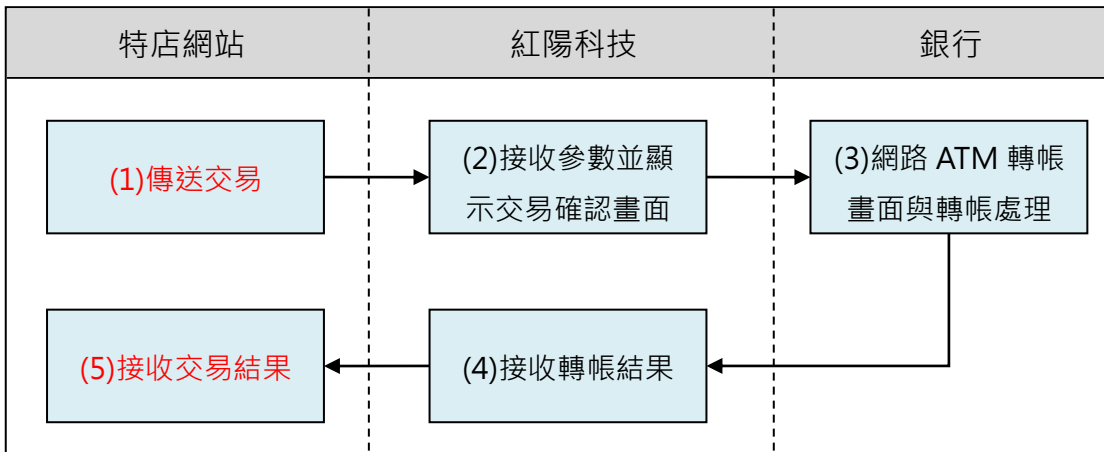 特店網站
紅陽科技
銀行
(1)傳送交易
(2)接收參數並顯
示交易確認畫面
(3)網路 ATM 轉帳
畫面與轉帳處理
(5)接收交易結果
(4)接收轉帳結果